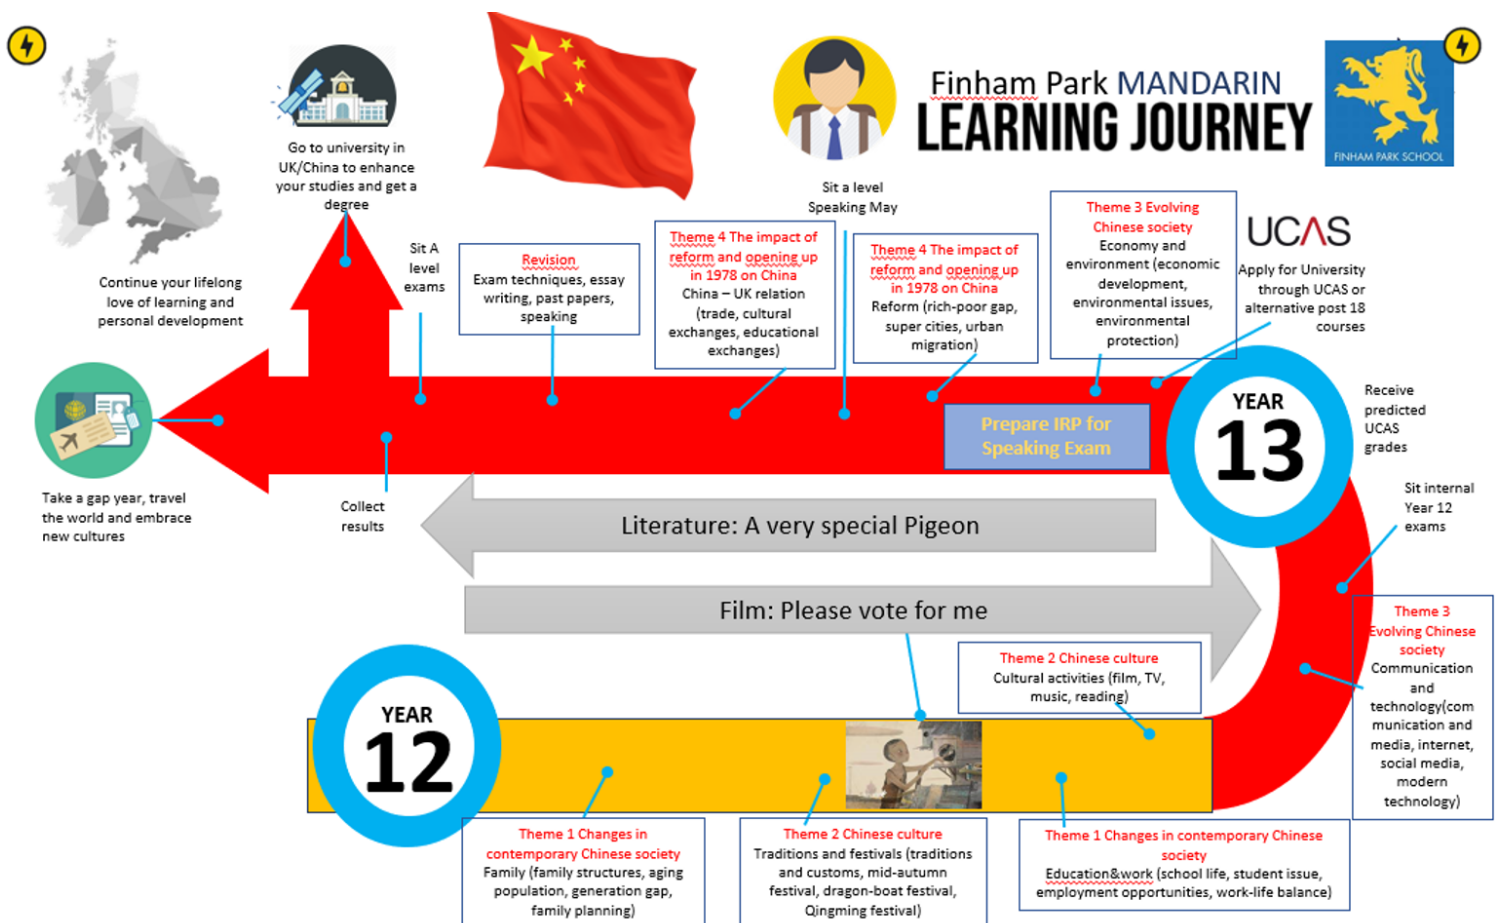 Finham Park MANDARIN
LEARNING JOURNEY
FINHAM PARK SCHOOL
Go to university in
UK/China to enhance
your studies and get a
degree
Continue your lifelong
love of learning and
personal development
Sit A
level
exams
Revision
Exam techniques, essay
writing, past papers,
speaking
Theme 4 The impact of
reform and opening up
in 1978 on China
China – UK relation
(trade, cultural
exchanges, educational
exchanges)
Sit a level
Speaking May
Theme 4 The impact of
reform and opening up
in 1978 on China
Reform (rich-poor gap,
super cities, urban
migration)
Theme 3 Evolving
Chinese society
Economy and
environment (economic
development,
environmental issues,
environmental
protection)
UCAS
Apply for University
through UCAS or
alternative post 18
courses
Take a gap year, travel
the world and embrace
new cultures
Collect
results
Prepare IRP for
Speaking Exam
YEAR
13
Receive
predicted
UCAS
grades
Sit internal
Year 12
exams
Literature: A very special Pigeon
Film: Please vote for me
Theme 3
Evolving Chinese
society
Communication
and
technology(com
munication and
media, internet,
social media,
modern
technology)
Theme 2 Chinese culture
Cultural activities (film, TV,
music, reading)
YEAR
12
Theme 1 Changes in
contemporary Chinese society
Family (family structures, aging
population, generation gap,
family planning)
Theme 2 Chinese culture
Traditions and festivals (traditions
and customs, mid-autumn
festival, dragon-boat festival,
Qingming festival)
Theme 1 Changes in contemporary Chinese
society
Education&work (school life, student issue,
employment opportunities, work-life balance)